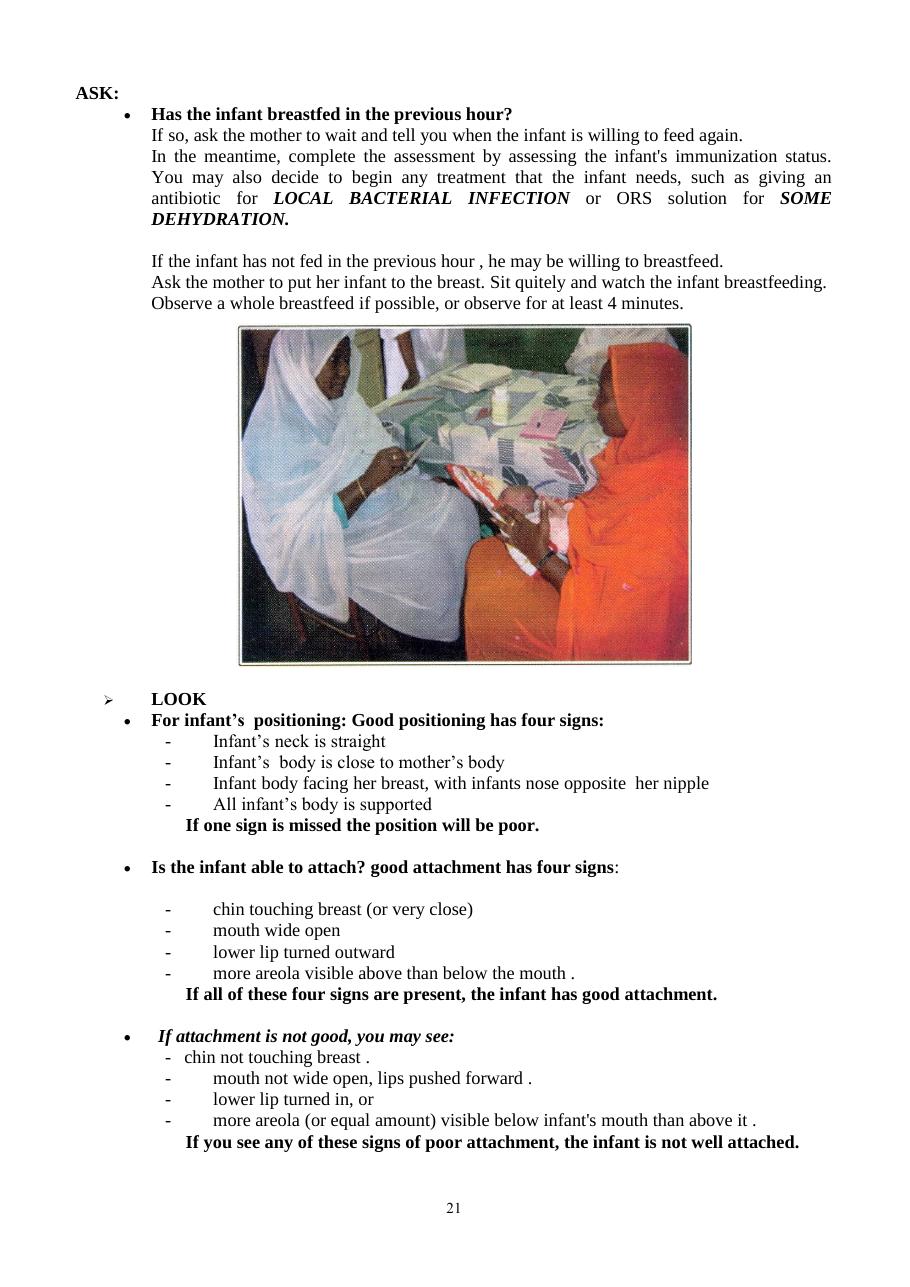 ASK:
• Has the infant breastfed in the previous hour?
If so, ask the mother to wait and tell you when the infant is willing to feed again.
In the meantime, complete the assessment by assessing the infant's immunization status.
You may also decide to begin any treatment that the infant needs, such as giving an
antibiotic for LOCAL BACTERIAL INFECTION or ORS solution for SOME
DEHYDRATION.
If the infant has not fed in the previous hour , he may be willing to breastfeed.
Ask the mother to put her infant to the breast. Sit quitely and watch the infant breastfeeding.
Observe a whole breastfeed if possible, or observe for at least 4 minutes.
➢ LOOK
• For infant’s  positioning: Good positioning has four signs:
- Infant’s neck is straight
- Infant’s  body is close to mother’s body
- Infant body facing her breast, with infants nose opposite  her nipple
- All infant’s body is supported
If one sign is missed the position will be poor.
• Is the infant able to attach? good attachment has four signs:
- chin touching breast (or very close)
- mouth wide open
- lower lip turned outward
- more areola visible above than below the mouth .
If all of these four signs are present, the infant has good attachment.
• If attachment is not good, you may see:
- chin not touching breast .
- mouth not wide open, lips pushed forward .
- lower lip turned in, or
- more areola (or equal amount) visible below infant's mouth than above it .
If you see any of these signs of poor attachment, the infant is not well attached.
21